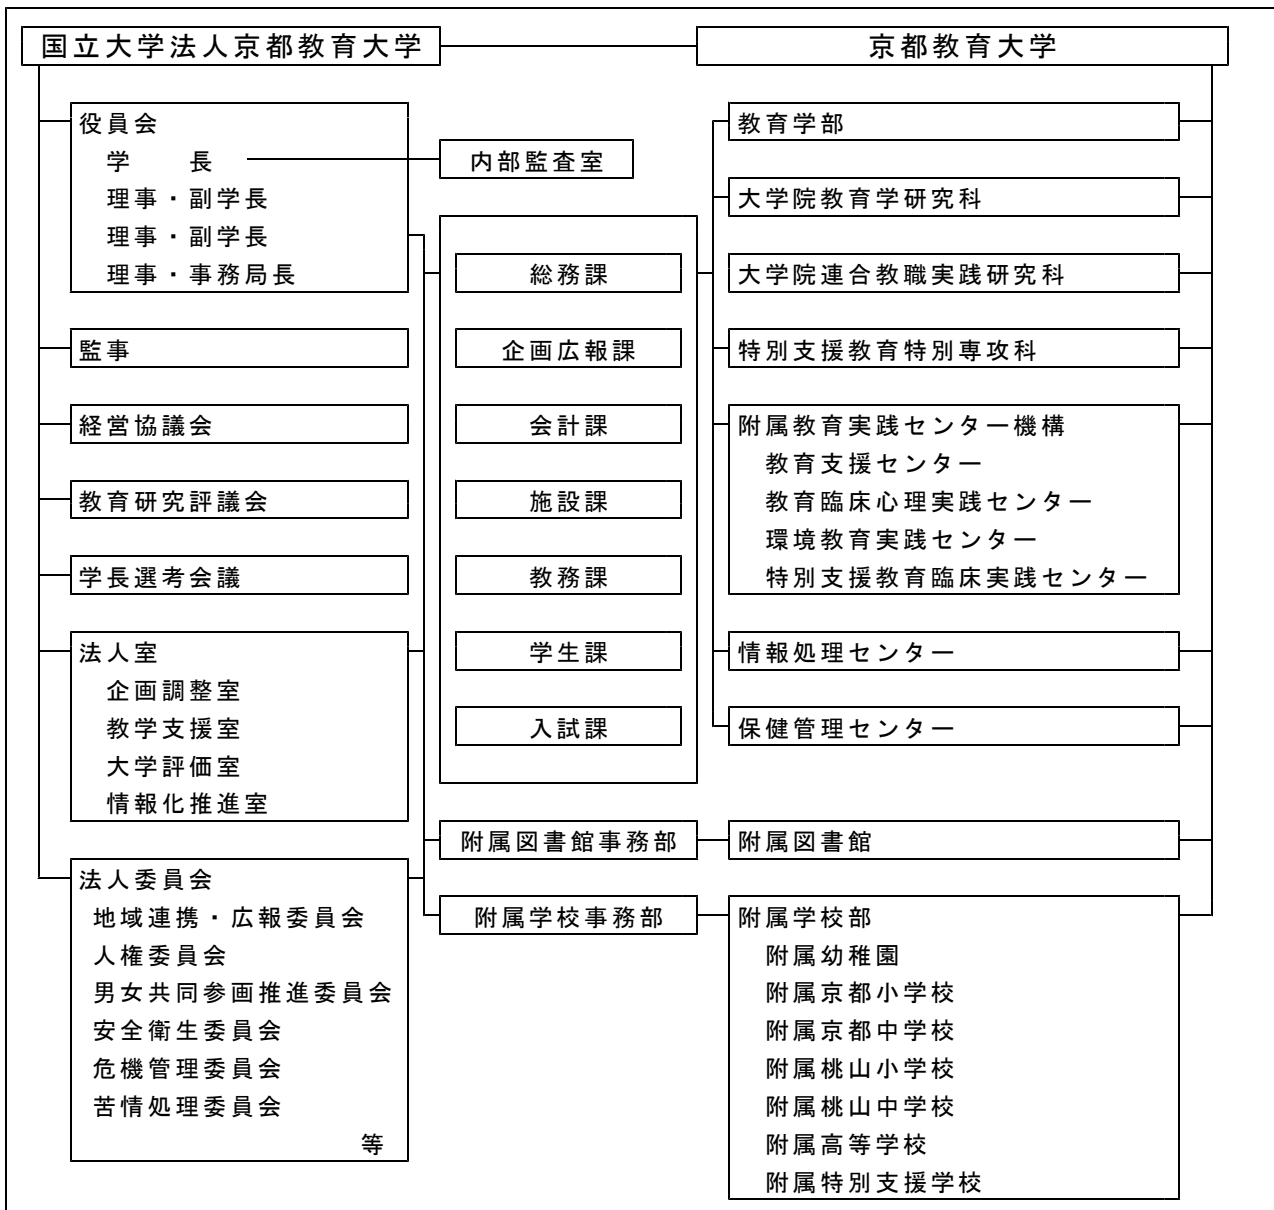 国立大学法人京都教育大学
京都教育大学
役員会
学　　長
理事・副学長
理事・副学長
理事・事務局長
監事
経営協議会
教育研究評議会
学長選考会議
法人室
企画調整室
教学支援室
大学評価室
情報化推進室
法人委員会
地域連携・広報委員会
人権委員会
男女共同参画推進委員会
安全衛生委員会
危機管理委員会
苦情処理委員会
等
内部監査室
総務課
企画広報課
会計課
施設課
教務課
学生課
入試課
附属図書館事務部
附属学校事務部
教育学部
大学院教育学研究科
大学院連合教職実践研究科
特別支援教育特別専攻科
附属教育実践センター機構
教育支援センター
教育臨床心理実践センター
環境教育実践センター
特別支援教育臨床実践センター
情報処理センター
保健管理センター
附属図書館
附属学校部
附属幼稚園
附属京都小学校
附属京都中学校
附属桃山小学校
附属桃山中学校
附属高等学校
附属特別支援学校